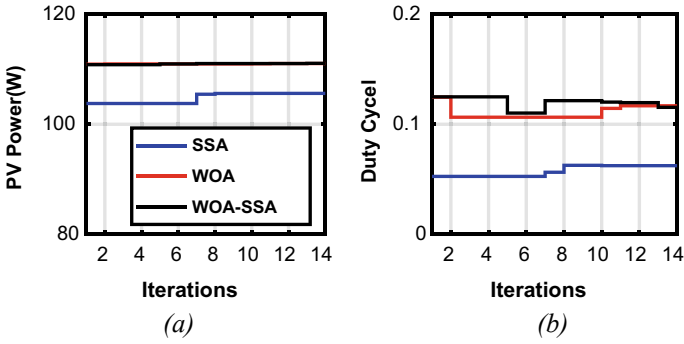 120
100
80
PV Power(W)
SSA
WOA
WOA-SSA
2 4 6 8 10 12 14
Iterations
(a)
0.2
0.1
0
Duty Cycel
2 4 6 8 10 12 14
Iterations
(b)